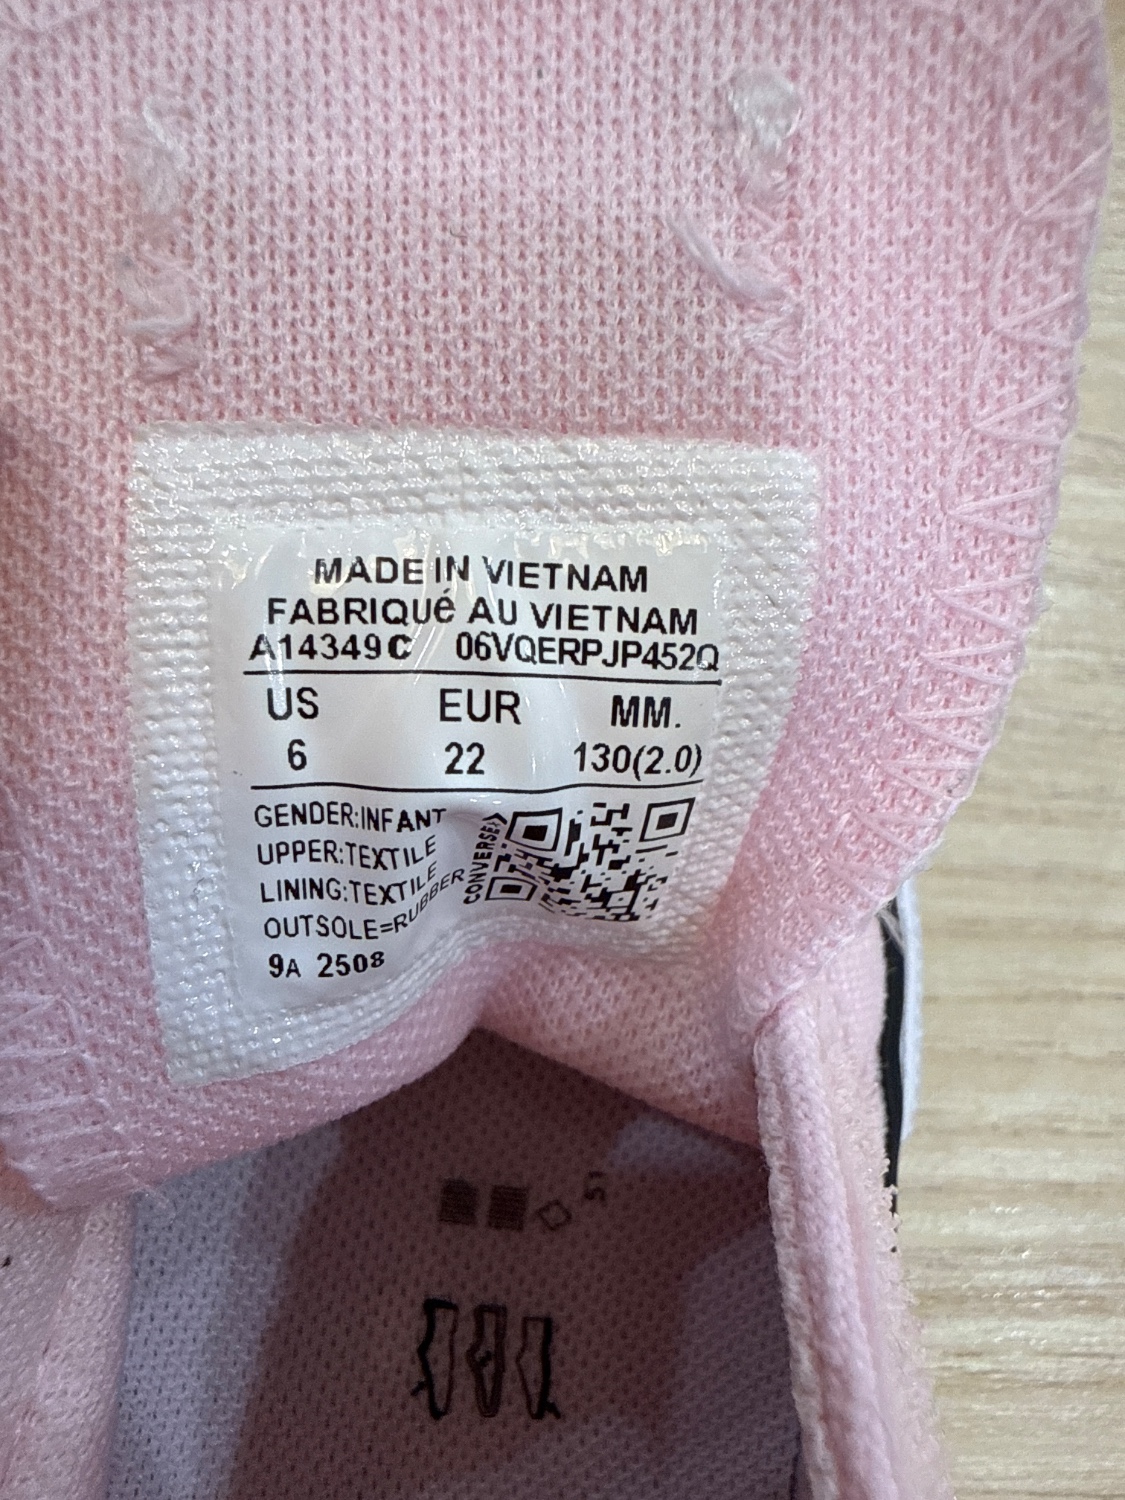 MADE IN VIETNAM
FABRIQUé AU VIETNAM
A14349C 06VQERPJP452Q
US EUR MM.
6 22 130(2.0)
GENDER:INFANT
UPPER:TEXTILE
LINING:TEXTILE
OUTSOLE=RUBBER
9A 2508
CONVERSE